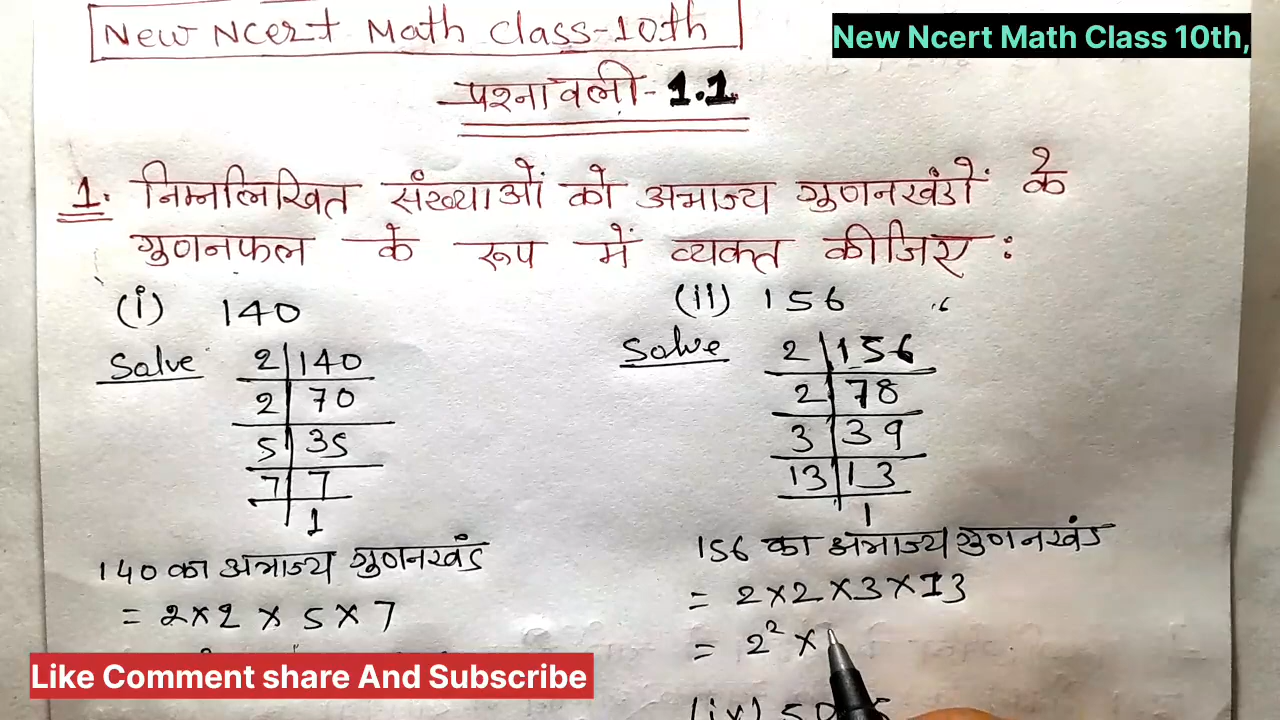 New Ncert Math Class-10th
New Ncert Math Class 10th,
प्रश्नावली-1.1
1. निम्नलिखित संख्याओं को अभाज्य गुणनखंडों के
गुणनफल के रूप में व्यक्त कीजिए :
(i) 140
(ii) 156
Solve
2 | 140
2 | 70
5 | 35
7 | 7
1
Solve
2 | 156
2 | 78
3 | 39
13 | 13
1
140 का अभाज्य गुणनखंड
= 2×2 × 5 × 7
156 का अभाज्य गुणनखंड
= 2×2×3×13
= 2² ×
Like Comment share And Subscribe
(iv)